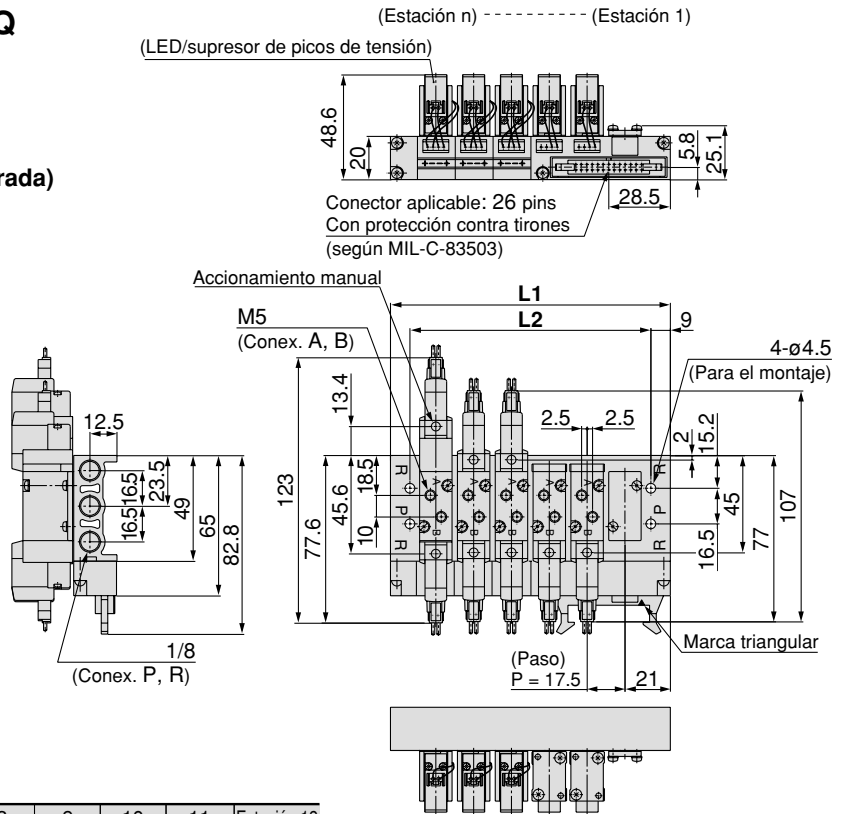 Q
(Estación n) - - - - - - - - - - (Estación 1)
(LED/supresor de picos de tensión)
48.6
20
5.8
25.1
28.5
rada)
Conector aplicable: 26 pins
Con protección contra tirones
(según MIL-C-83503)
Accionamiento manual
L1
M5
(Conex. A, B)
L2
9
4-ø4.5
(Para el montaje)
13.4
2.5
2.5
2
15.2
12.5
123
77.6
45.6
18.5
10
R
P
R
A
A
A
A
A
B
B
B
B
B
R
P
R
16.5
45
77
107
16.5
16.5
23.5
49
65
82.8
1/8
(Conex. P, R)
(Paso)
P = 17.5
21
Marca triangular
9
10
11